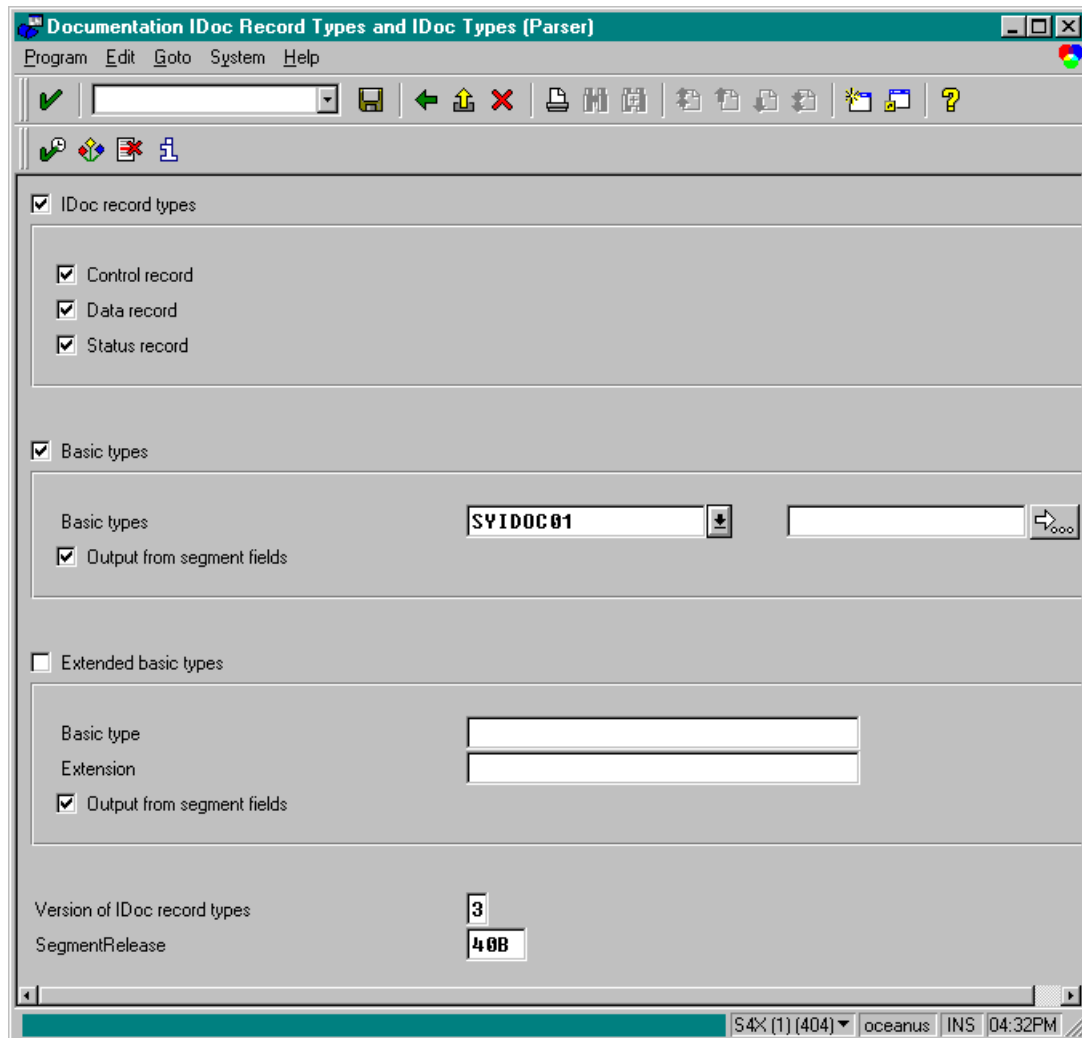 Documentation IDoc Record Types and IDoc Types (Parser)
Program Edit Goto System Help
IDoc record types
Control record
Data record
Status record
Basic types
Basic types SYIDOC01
Output from segment fields
Extended basic types
Basic type
Extension
Output from segment fields
Version of IDoc record types 3
SegmentRelease 40B
S4X (1) (404) oceanus INS 04:32PM